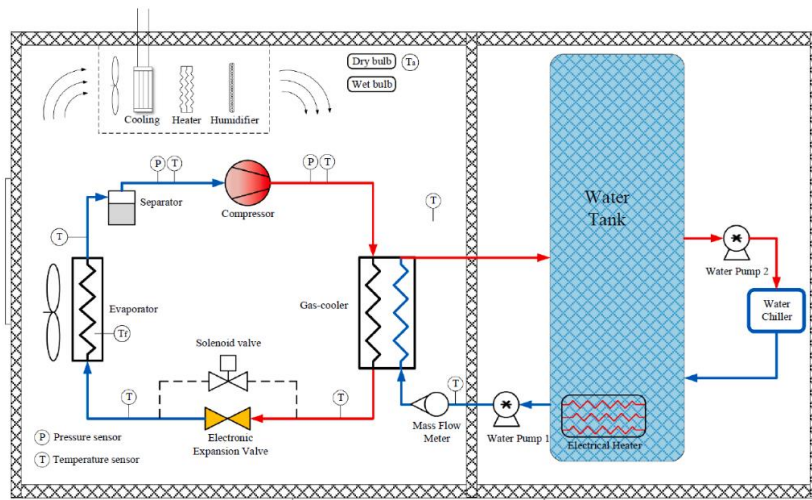 Dry bulb
Ta
Wet bulb
Cooling
Heater
Humidifier
P
T
P
T
Separator
Compressor
T
T
Water
Tank
Water Pump 2
Evaporator
Gas-cooler
Water
Chiller
Tf
Solenoid valve
T
T
T
Mass Flow
Meter
Water Pump 1
Electronic
Expansion Valve
Electrical Heater
P Pressure sensor
T Temperature sensor